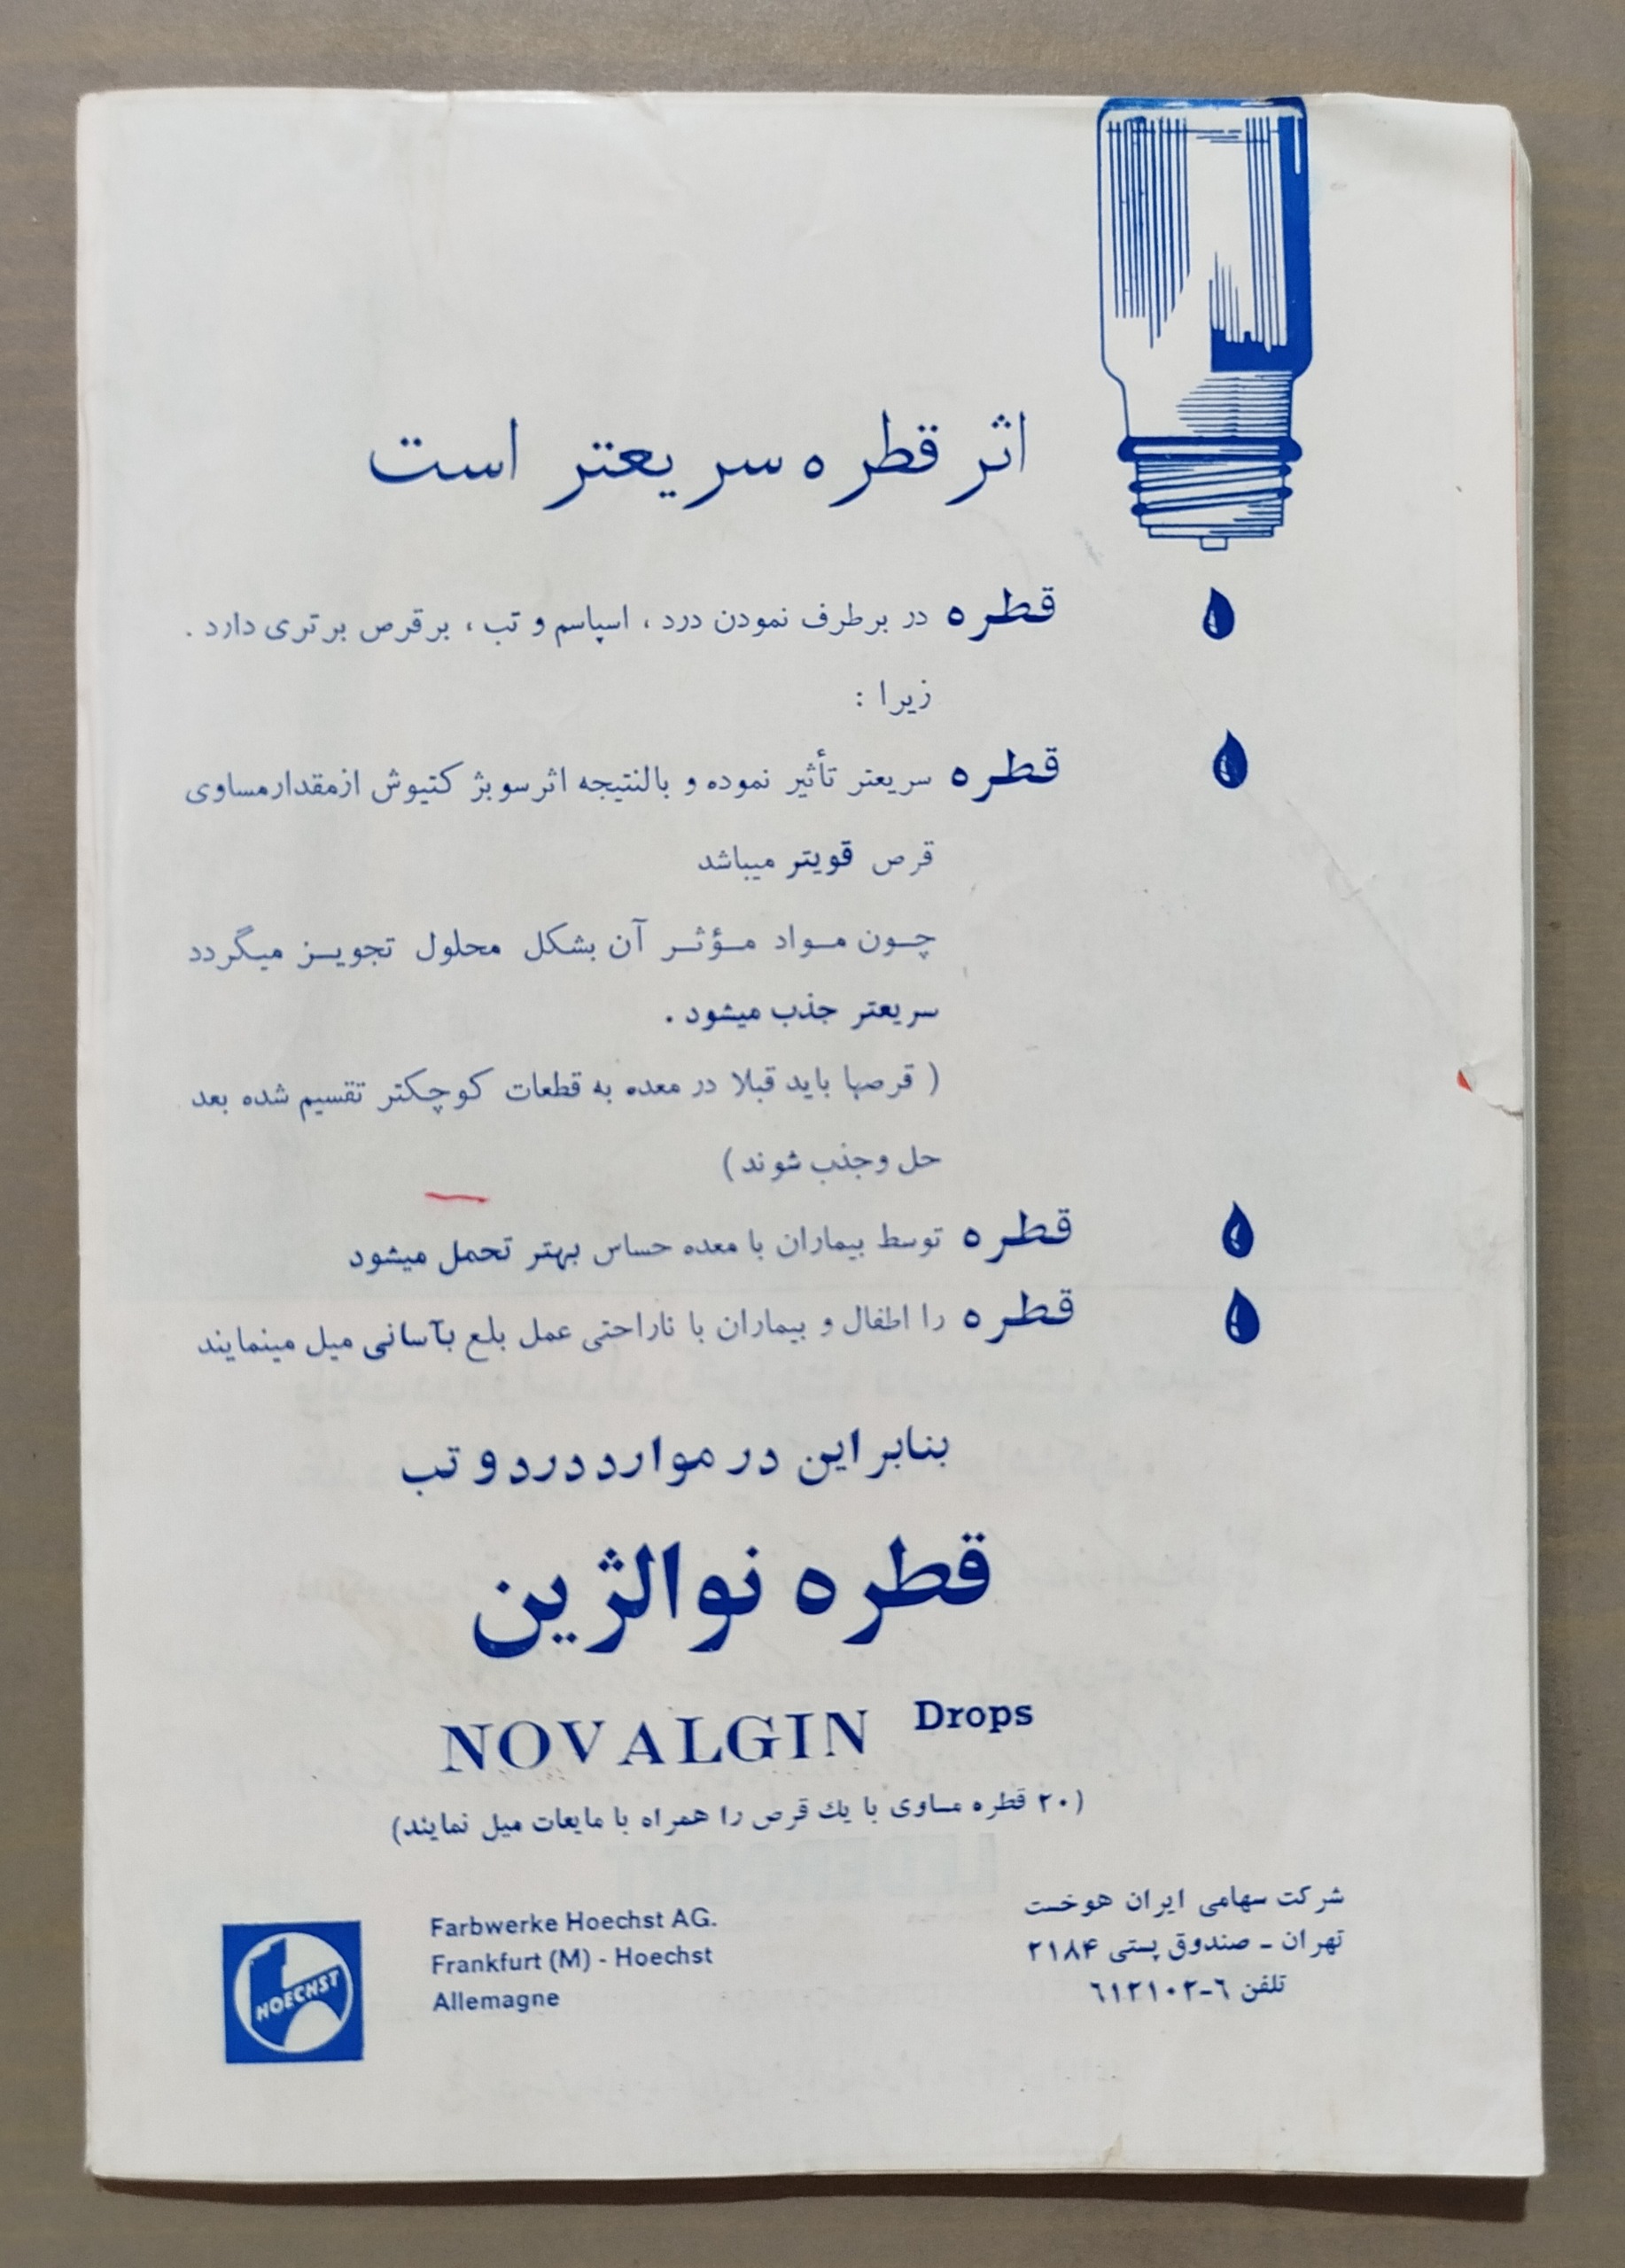 اثر قطره سریعتر است
قطره در برطرف نمودن درد ، اسپاسم و تب ، برقرص برتری دارد .
زیرا :
قطره سریعتر تأثیر نموده و بالنتیجه اثر سوبژکتیوش ازمقدار مساوی
قرص قویتر میباشد
چون مواد مؤثر آن بشکل محلول تجویز میگردد
سریعتر جذب میشود .
( قرصها باید قبلا در معده به قطعات کوچکتر تقسیم شده بعد
حل وجذب شوند )
قطره توسط بیماران با معده حساس بهتر تحمل میشود
قطره را اطفال و بیماران با ناراحتی عمل بلع بآسانی میل مینمایند
بنابراین در موارد درد و تب
قطره نوالژین
NOVALGIN Drops
(۲۰ قطره مساوی با یك قرص را همراه با مایعات میل نمایند)
شرکت سهامی ایران هوخست
تهران ـ صندوق پستی ۲۱۸۴
تلفن ۶ـ۶۱۲۱۰۲
Farbwerke Hoechst AG.
Frankfurt (M) - Hoechst
Allemagne
HOECHST